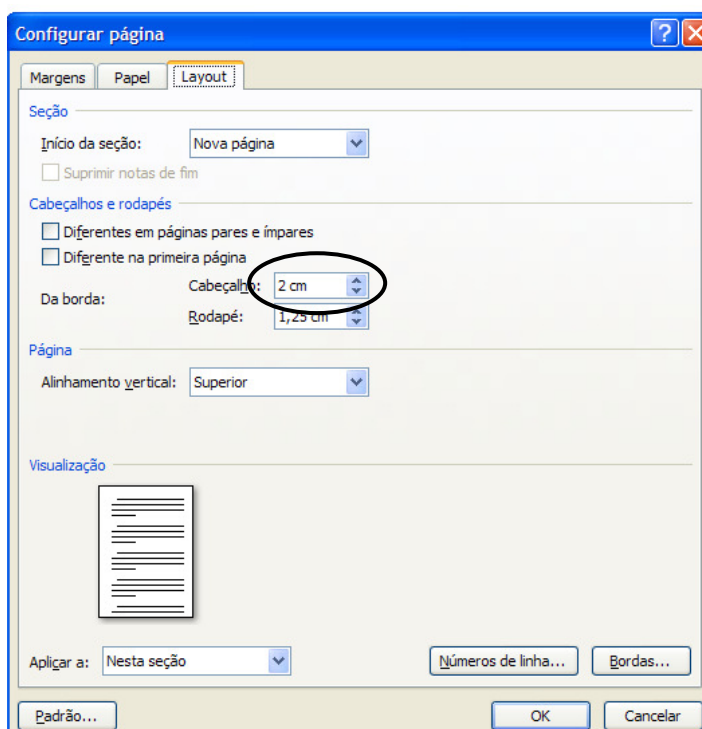 Configurar página
Margens Papel Layout
Seção
Início da seção: Nova página
Suprimir notas de fim
Cabeçalhos e rodapés
Diferentes em páginas pares e ímpares
Diferente na primeira página
Da borda:
Cabeçalho: 2 cm
Rodapé: 1,25 cm
Página
Alinhamento vertical: Superior
Visualização
Aplicar a: Nesta seção Números de linha... Bordas...
Padrão... OK Cancelar